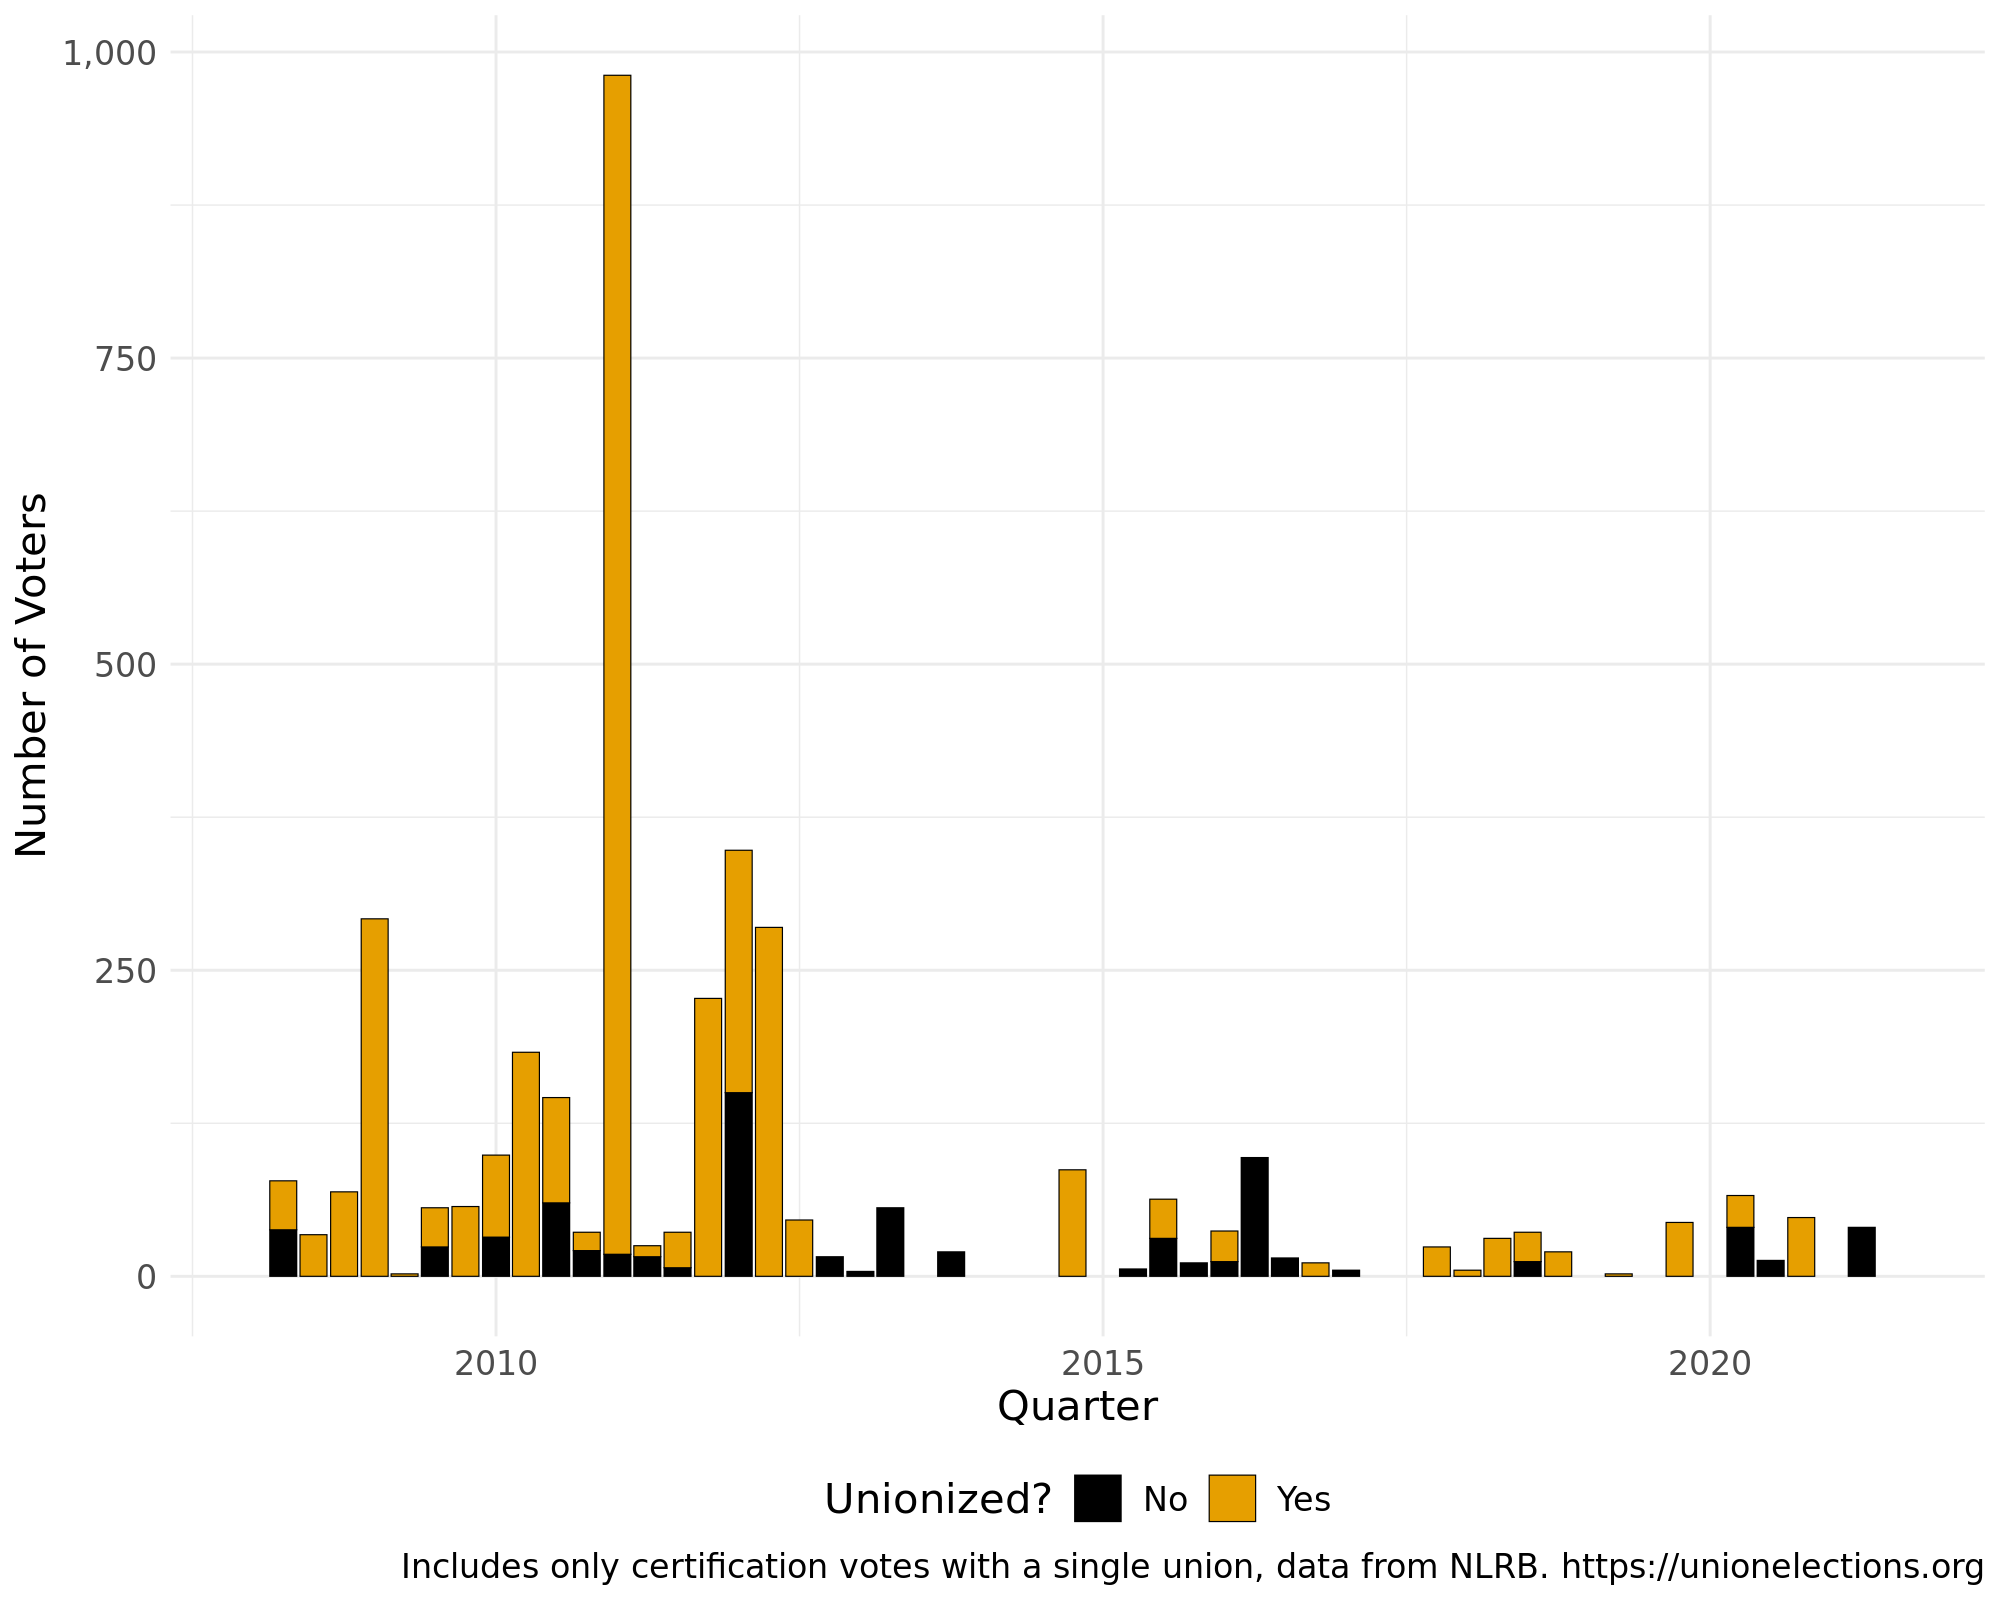 1,000
750
500
250
0
Number of Voters
2010 2015 2020
Quarter
Unionized? No Yes
Includes only certification votes with a single union, data from NLRB. https://unionelections.org